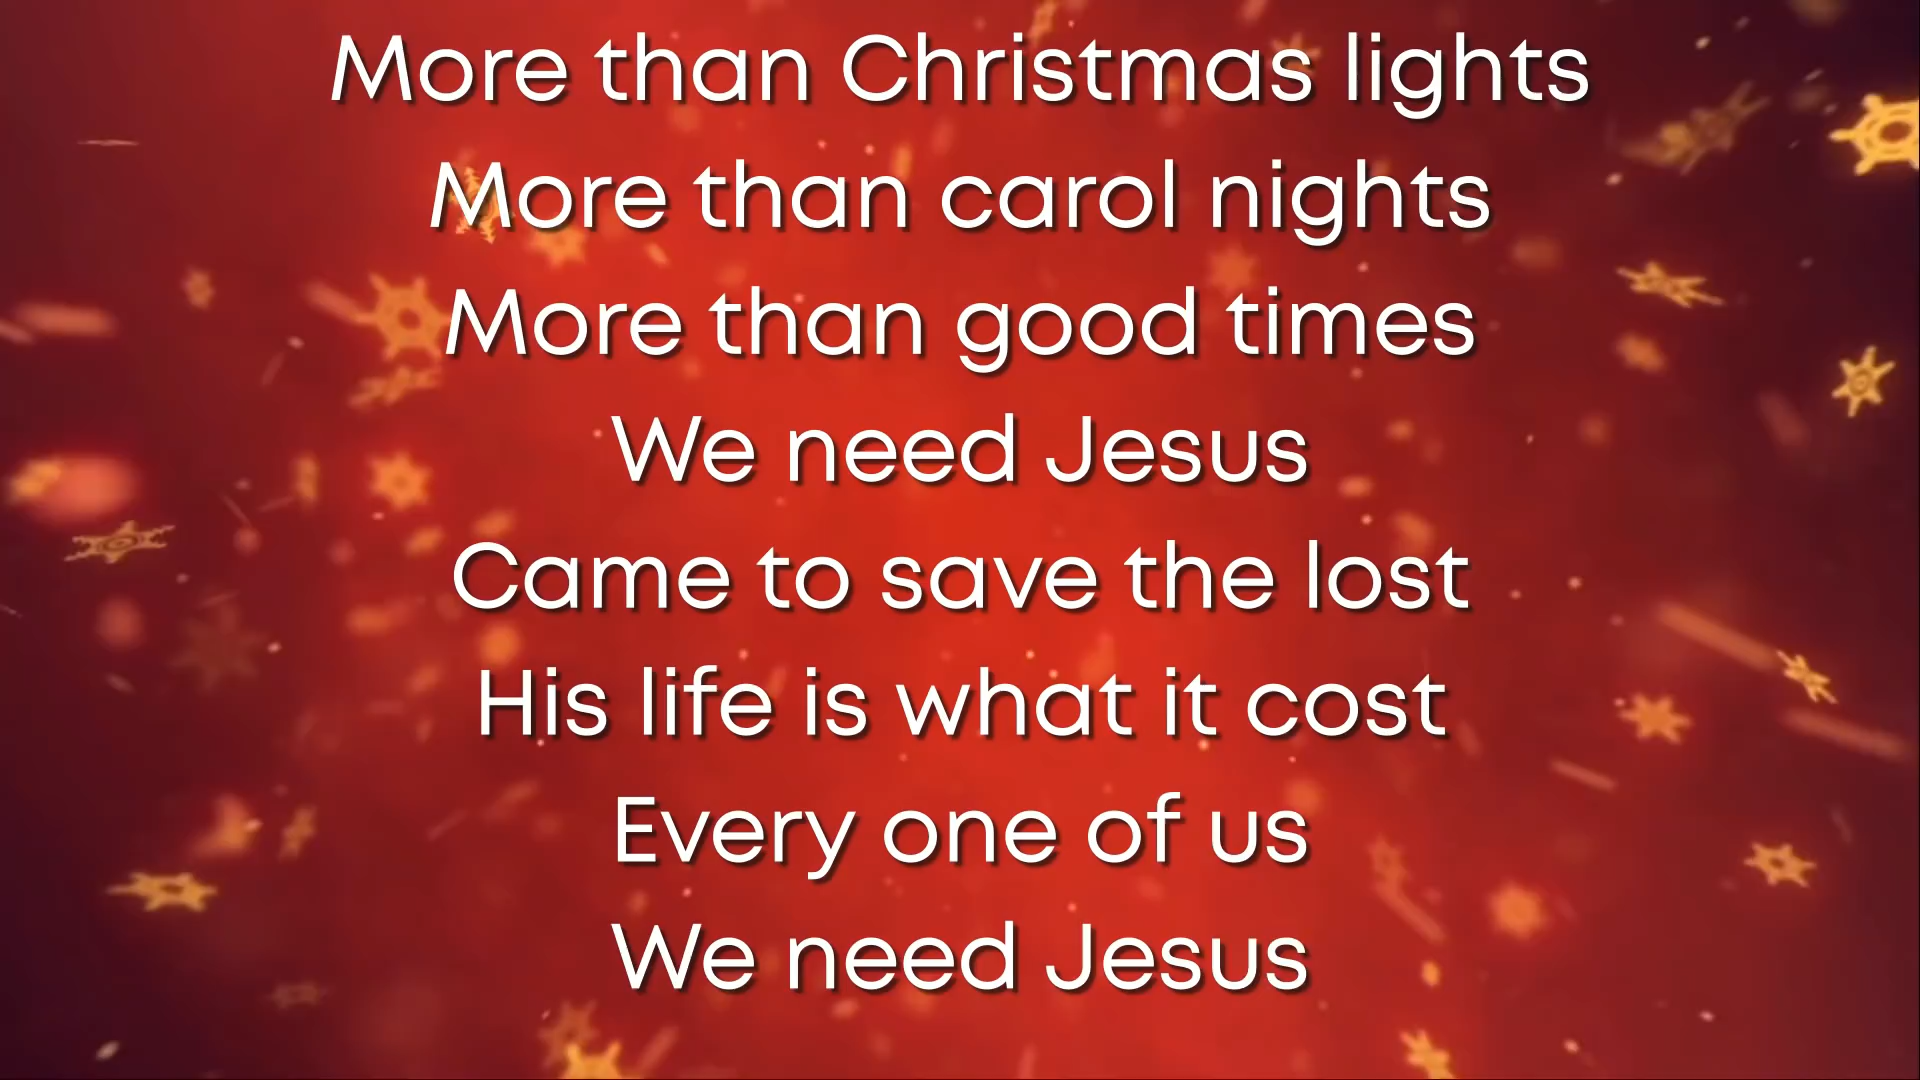 More than Christmas lights
More than carol nights
More than good times
We need Jesus
Came to save the lost
His life is what it cost
Every one of us
We need Jesus